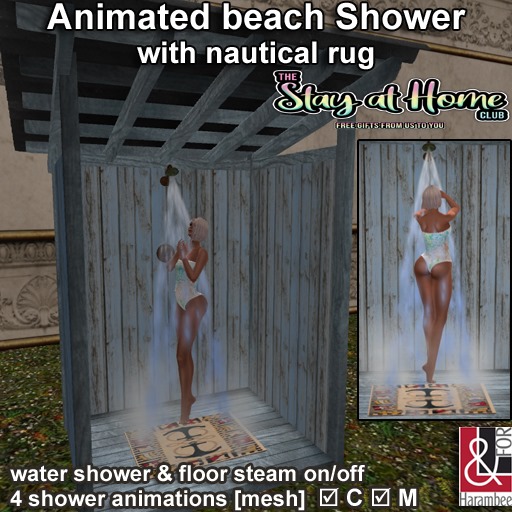 Animated beach Shower
with nautical rug
THE
Stay at Home
CLUB
FREE GIFTS FROM US TO YOU
water shower & floor steam on/off
4 shower animations [mesh] ☑ C ☑ M
& FOR
Harambee